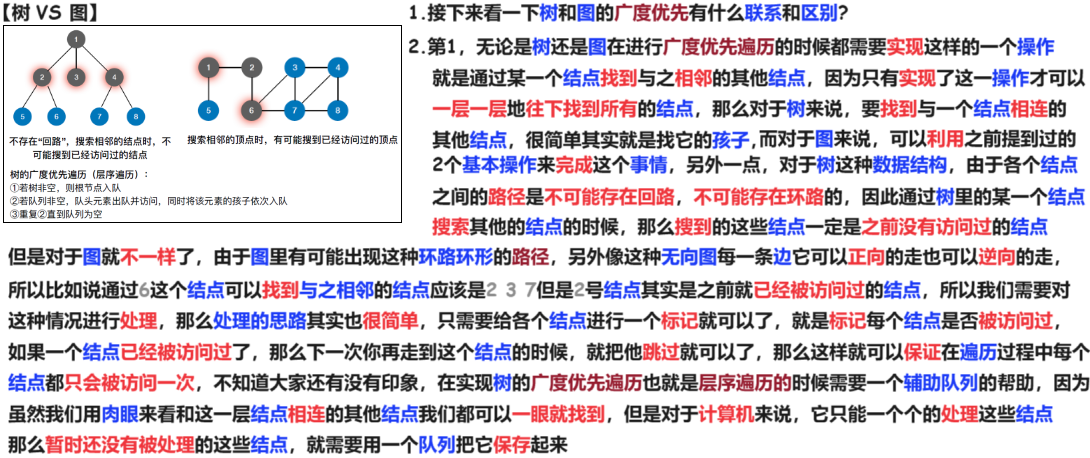 【树 VS 图】
1
2
3
4
5
6
7
8
不存在“回路”，搜索相邻的结点时，不
可能搜到已经访问过的结点
1
2
3
4
5
6
7
8
搜索相邻的顶点时，有可能搜到已经访问过的顶点
树的广度优先遍历（层序遍历）：
①若树非空，则根节点入队
②若队列非空，队头元素出队并访问，同时将该元素的孩子依次入队
③重复②直到队列为空
1.接下来看一下树和图的广度优先有什么联系和区别?
2.第1，无论是树还是图在进行广度优先遍历的时候都需要实现这样的一个操作
就是通过某一个结点找到与之相邻的其他结点，因为只有实现了这一操作才可以
一层一层地往下找到所有的结点，那么对于树来说，要找到与一个结点相连的
其他结点，很简单其实就是找它的孩子,而对于图来说，可以利用之前提到过的
2个基本操作来完成这个事情，另外一点，对于树这种数据结构，由于各个结点
之间的路径是不可能存在回路，不可能存在环路的，因此通过树里的某一个结点
搜索其他的结点的时候，那么搜到的这些结点一定是之前没有访问过的结点
但是对于图就不一样了，由于图里有可能出现这种环路环形的路径，另外像这种无向图每一条边它可以正向的走也可以逆向的走，
所以比如说通过6这个结点可以找到与之相邻的结点应该是2 3 7但是2号结点其实是之前就已经被访问过的结点，所以我们需要对
这种情况进行处理，那么处理的思路其实也很简单，只需要给各个结点进行一个标记就可以了，就是标记每个结点是否被访问过，
如果一个结点已经被访问过了，那么下一次你再走到这个结点的时候，就把他跳过就可以了，那么这样就可以保证在遍历过程中每个
结点都只会被访问一次，不知道大家还有没有印象，在实现树的广度优先遍历也就是层序遍历的时候需要一个辅助队列的帮助，因为
虽然我们用肉眼来看和这一层结点相连的其他结点我们都可以一眼就找到，但是对于计算机来说，它只能一个个的处理这些结点
那么暂时还没有被处理的这些结点，就需要用一个队列把它保存起来